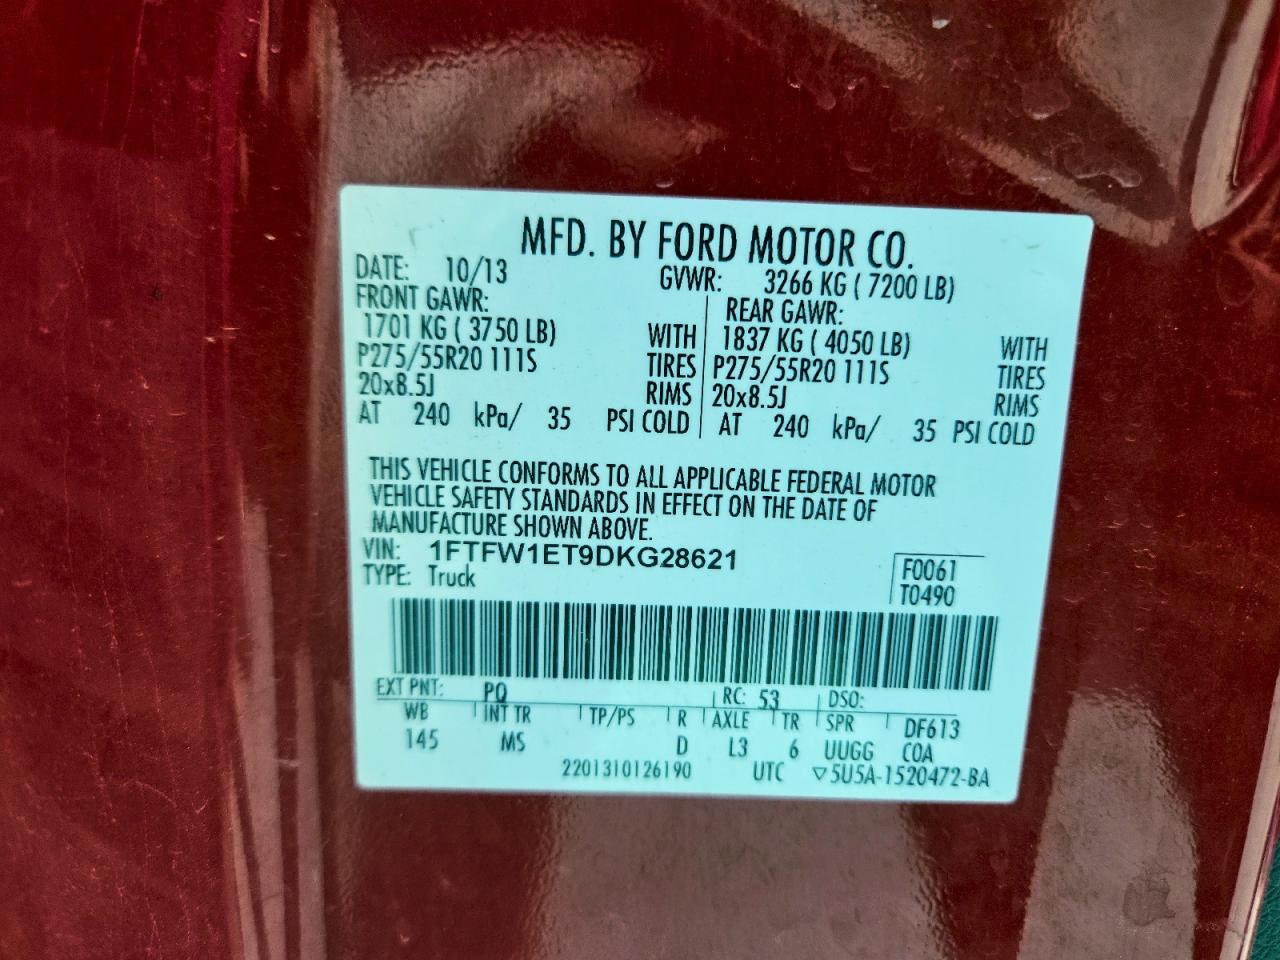 MFD. BY FORD MOTOR CO.
DATE: 10/13 GVWR: 3266 KG ( 7200 LB)
FRONT GAWR: REAR GAWR:
1701 KG ( 3750 LB) WITH 1837 KG ( 4050 LB) WITH
P275/55R20 111S TIRES P275/55R20 111S TIRES
20x8.5J RIMS 20x8.5J RIMS
AT 240 kPa/ 35 PSI COLD AT 240 kPa/ 35 PSI COLD
THIS VEHICLE CONFORMS TO ALL APPLICABLE FEDERAL MOTOR
VEHICLE SAFETY STANDARDS IN EFFECT ON THE DATE OF
MANUFACTURE SHOWN ABOVE.
VIN: 1FTFW1ET9DKG28621 F0061
TYPE: Truck T0490
EXT PNT: PQ RC: 53 DSO:
WB INT TR TP/PS R AXLE TR SPR DF613
145 MS D L3 6 UUGG COA
2201310126190 UTC ▽5U5A-1520472-BA